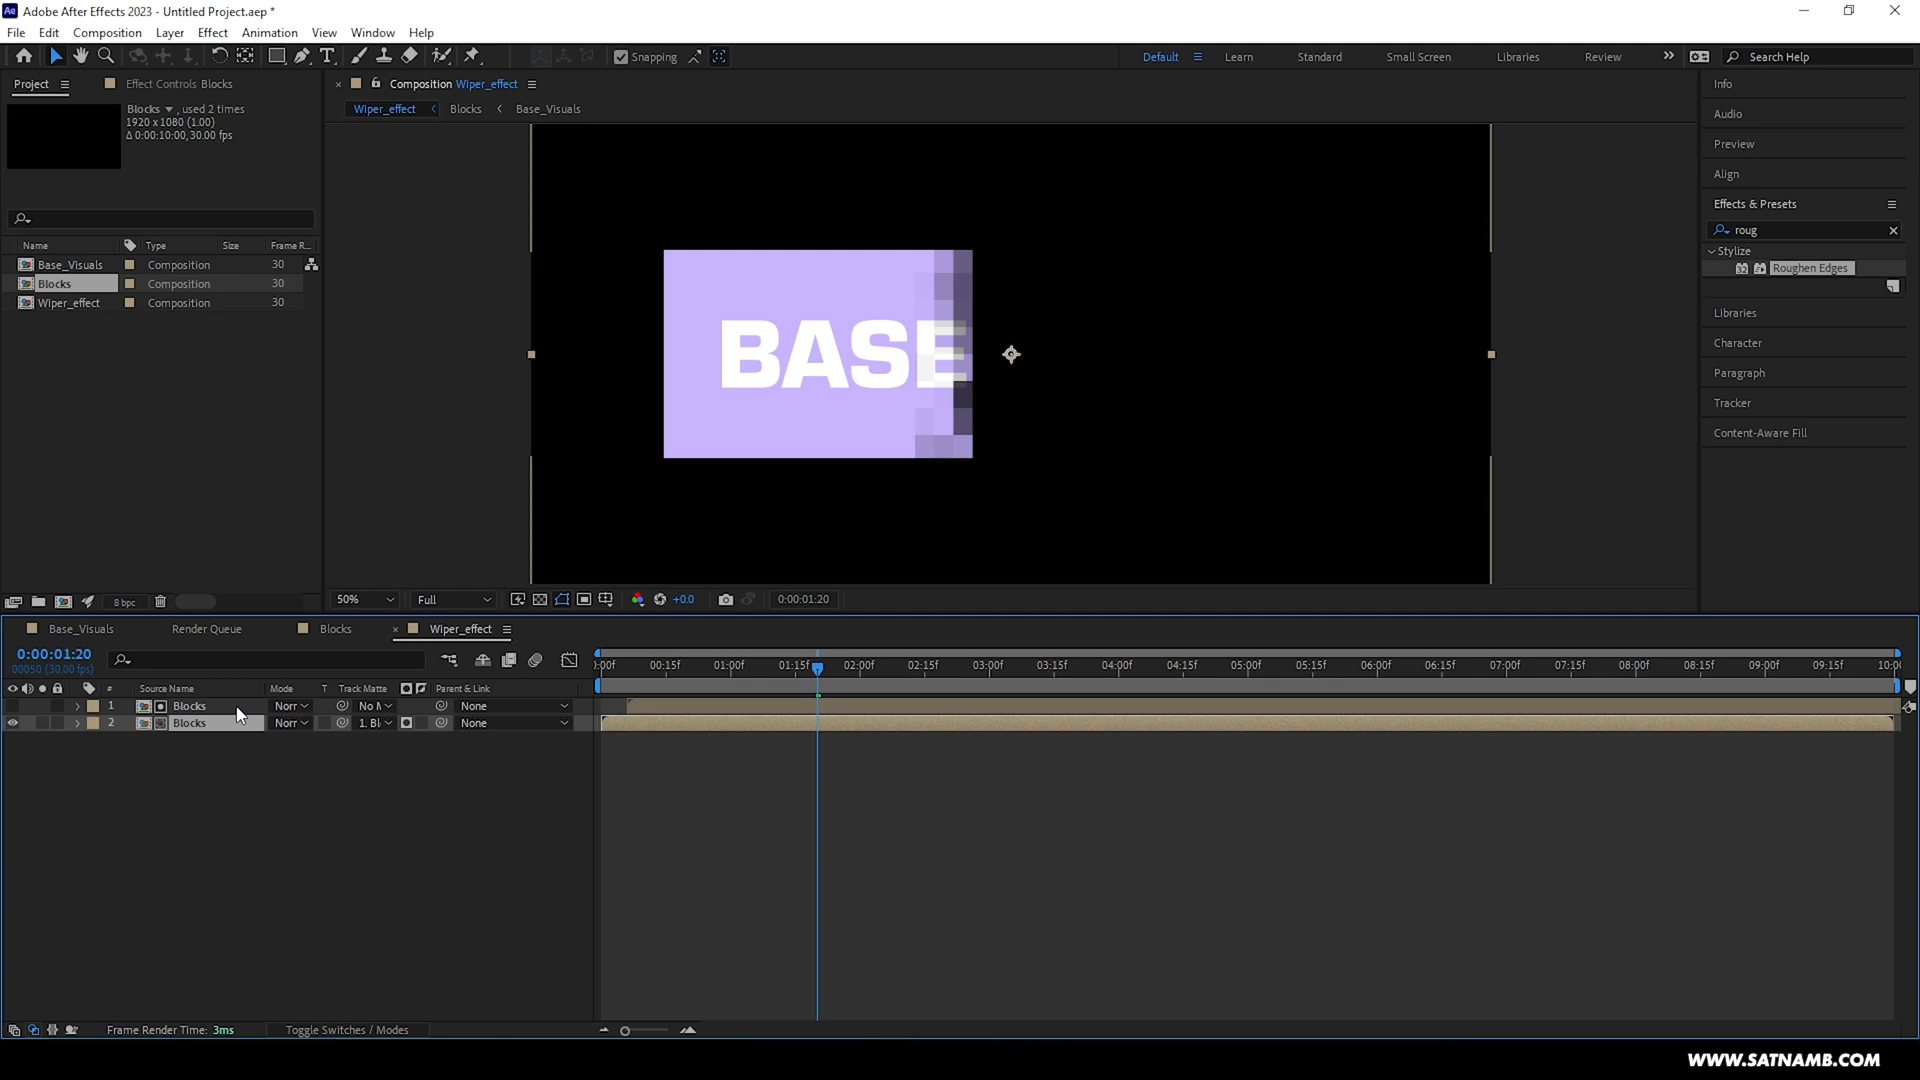 Adobe After Effects 2023 - Untitled Project.aep *
File Edit Composition Layer Effect Animation View Window Help
Snapping
Default Learn Standard Small Screen Libraries Review Search Help
Project Effect Controls Blocks
Blocks , used 2 times
1920 x 1080 (1.00)
Δ 0:00:10:00, 30.00 fps
Name Type Size Frame R...
Base_Visuals Composition 30
Blocks Composition 30
Wiper_effect Composition 30
8 bpc
Composition Wiper_effect
Wiper_effect Blocks Base_Visuals
BASE
50% Full +0.0 0:00:01:20
Info
Audio
Preview
Align
Effects & Presets
roug
Stylize
32 Roughen Edges
Libraries
Character
Paragraph
Tracker
Content-Aware Fill
Base_Visuals Render Queue Blocks Wiper_effect
0:00:01:20
00050 (30.00 fps)
):00f 00:15f 01:00f 01:15f 02:00f 02:15f 03:00f 03:15f 04:00f 04:15f 05:00f 05:15f 06:00f 06:15f 07:00f 07:15f 08:00f 08:15f 09:00f 09:15f 10:0(
# Source Name Mode T Track Matte Parent & Link
1 Blocks Norr No M None
2 Blocks Norr 1. Bl None
Frame Render Time: 3ms Toggle Switches / Modes
WWW.SATNAMB.COM